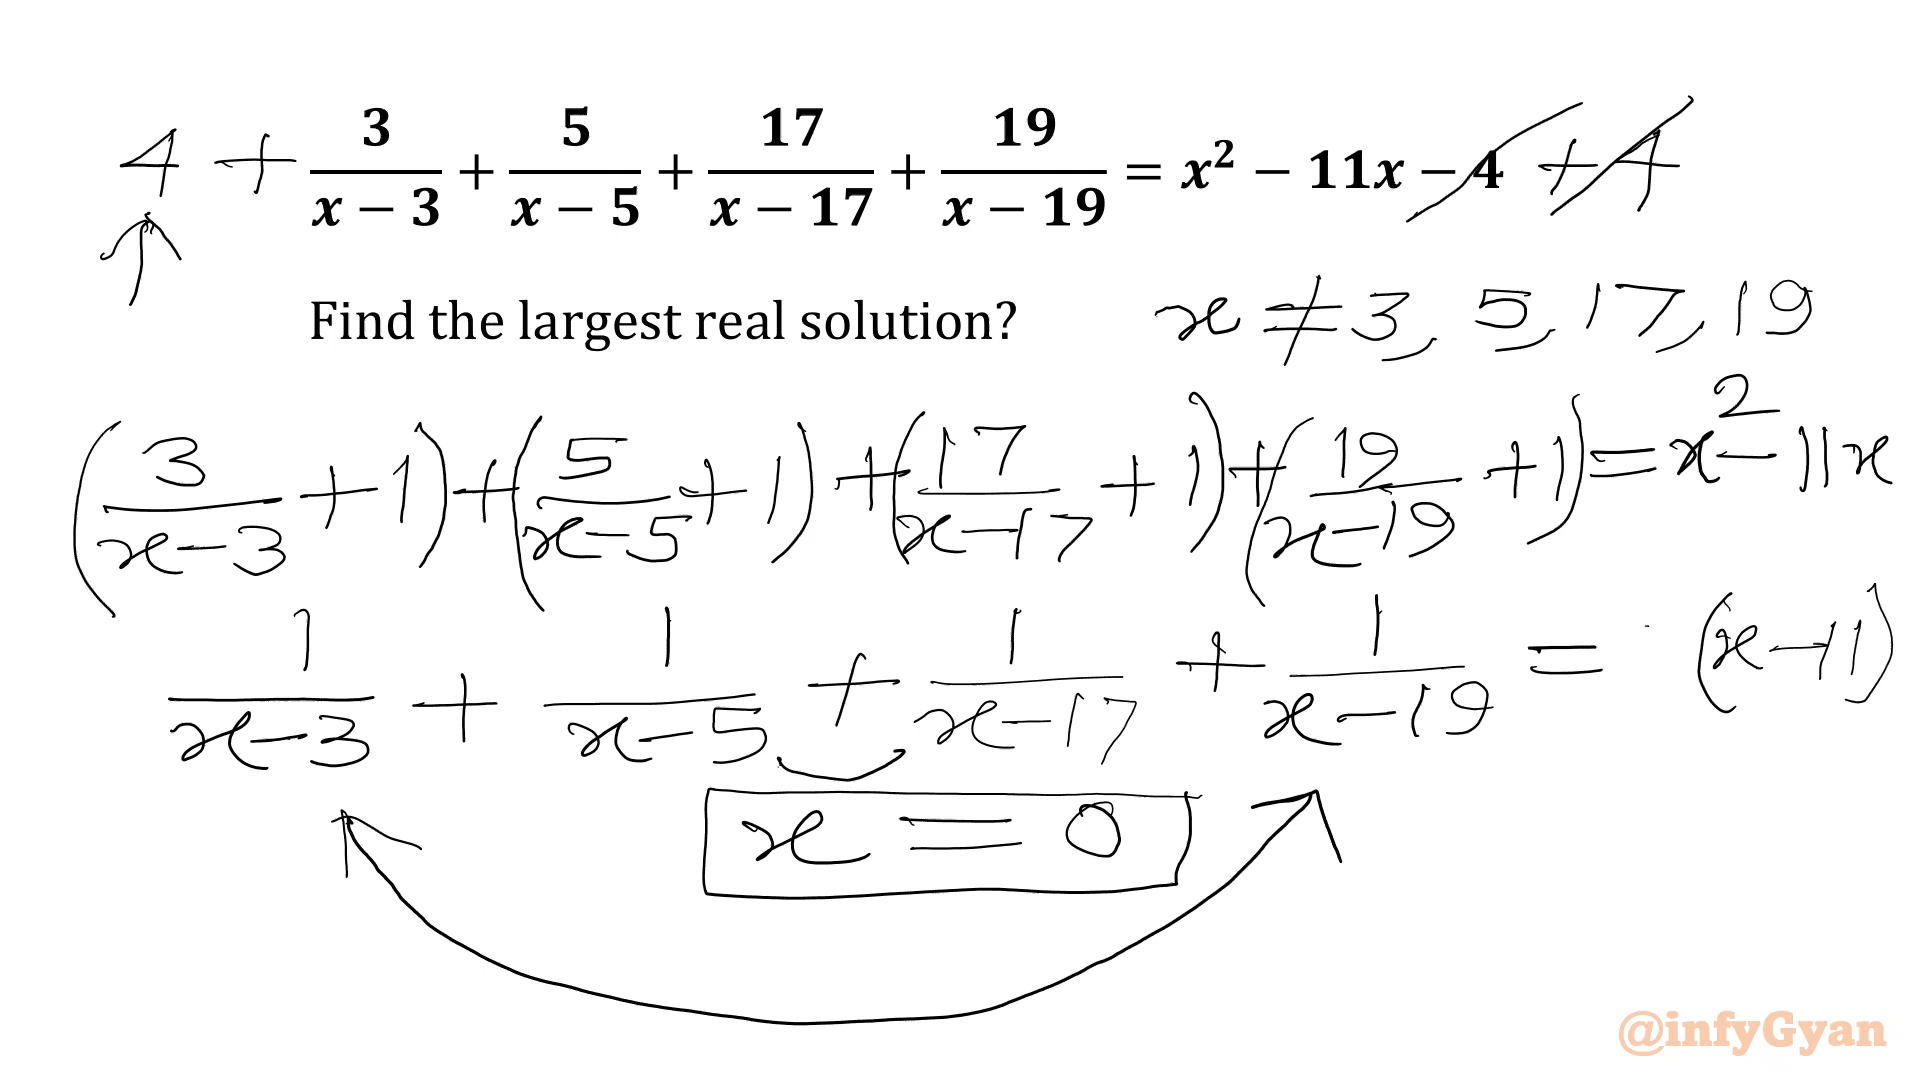 4 + 3/(x − 3) + 5/(x − 5) + 17/(x − 17) + 19/(x − 19) = x² − 11x − 4 + 4
↑
Find the largest real solution? x ≠ 3, 5, 17, 19
(3/(x−3) + 1) + (5/(x−5) + 1) + (17/(x−17) + 1) + (19/(x−19) + 1) = x² − 11x
1/(x−3) + 1/(x−5) + 1/(x−17) + 1/(x−19) = (x−11)
x = 0
@infyGyan